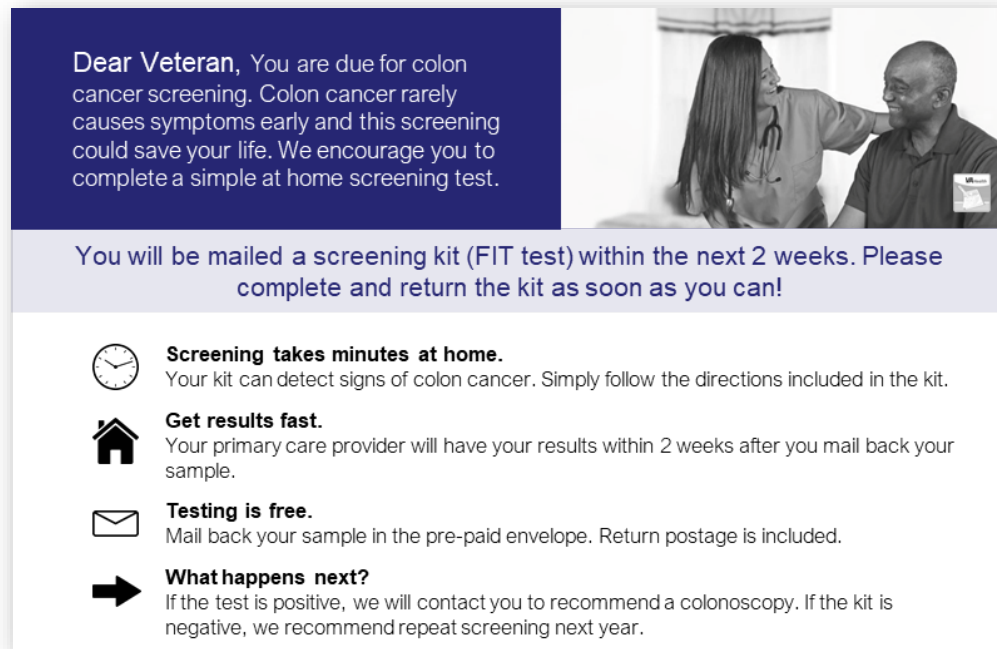 Dear Veteran, You are due for colon
cancer screening. Colon cancer rarely
causes symptoms early and this screening
could save your life. We encourage you to
complete a simple at home screening test.
VA
You will be mailed a screening kit (FIT test) within the next 2 weeks. Please
complete and return the kit as soon as you can!
Screening takes minutes at home.
Your kit can detect signs of colon cancer. Simply follow the directions included in the kit.
Get results fast.
Your primary care provider will have your results within 2 weeks after you mail back your
sample.
Testing is free.
Mail back your sample in the pre-paid envelope. Return postage is included.
What happens next?
If the test is positive, we will contact you to recommend a colonoscopy. If the kit is
negative, we recommend repeat screening next year.